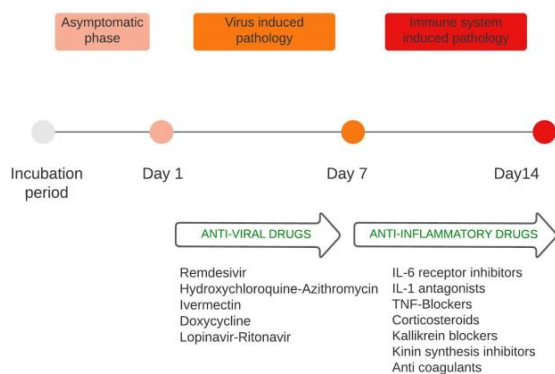 Asymptomatic
phase
Virus induced
pathology
Immune system
induced pathology
Incubation
period
Day 1
Day 7
Day14
ANTI-VIRAL DRUGS
ANTI-INFLAMMATORY DRUGS
Remdesivir
Hydroxychloroquine-Azithromycin
Ivermectin
Doxycycline
Lopinavir-Ritonavir
IL-6 receptor inhibitors
IL-1 antagonists
TNF-Blockers
Corticosteroids
Kallikrein blockers
Kinin synthesis inhibitors
Anti coagulants